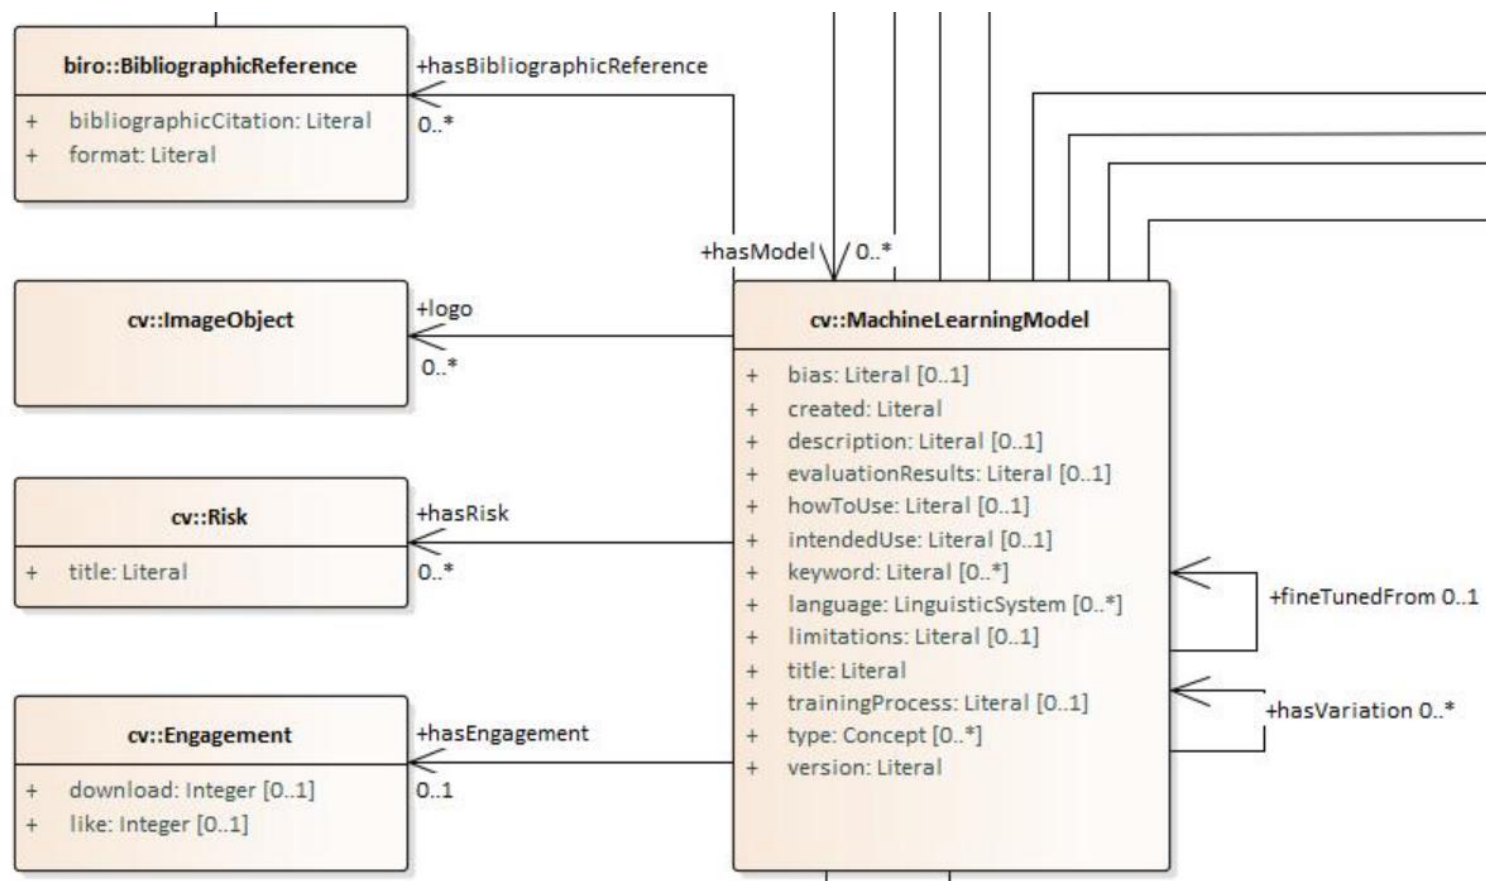 biro::BibliographicReference
+ bibliographicCitation: Literal
+ format: Literal
+hasBibliographicReference
0..*
+hasModel
0..*
cv::ImageObject
+logo
0..*
cv::Risk
+ title: Literal
+hasRisk
0..*
cv::Engagement
+ download: Integer [0..1]
+ like: Integer [0..1]
+hasEngagement
0..1
cv::MachineLearningModel
+ bias: Literal [0..1]
+ created: Literal
+ description: Literal [0..1]
+ evaluationResults: Literal [0..1]
+ howToUse: Literal [0..1]
+ intendedUse: Literal [0..1]
+ keyword: Literal [0..*]
+ language: LinguisticSystem [0..*]
+ limitations: Literal [0..1]
+ title: Literal
+ trainingProcess: Literal [0..1]
+ type: Concept [0..*]
+ version: Literal
+fineTunedFrom 0..1
+hasVariation 0..*